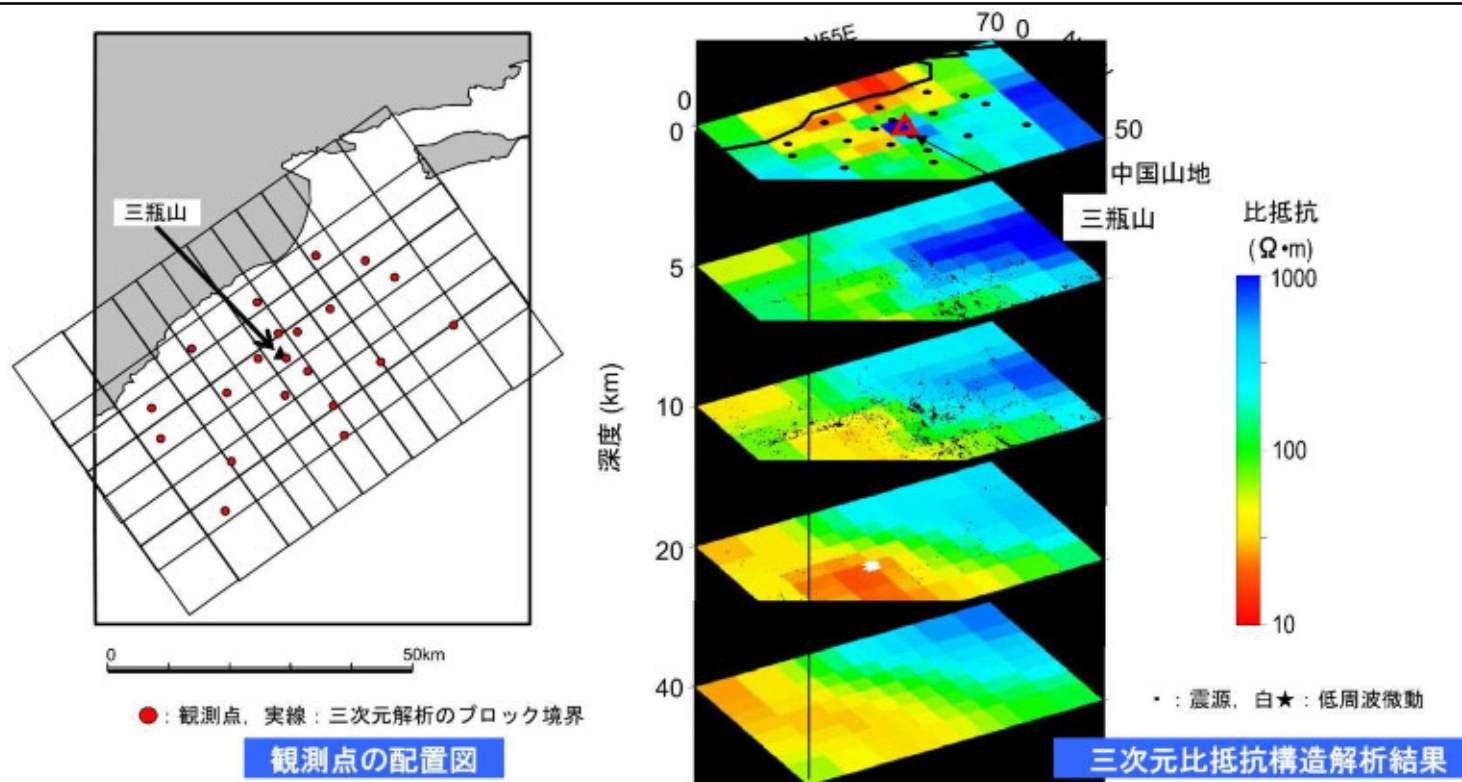 三瓶山
0 50km
●：観測点，実線：三次元解析のブロック境界
観測点の配置図
N55E
70 0
0
0
50
中国山地
三瓶山
5
10
20
40
深度 (km)
比抵抗
(Ω•m)
1000
100
10
・：震源，白★：低周波微動
三次元比抵抗構造解析結果